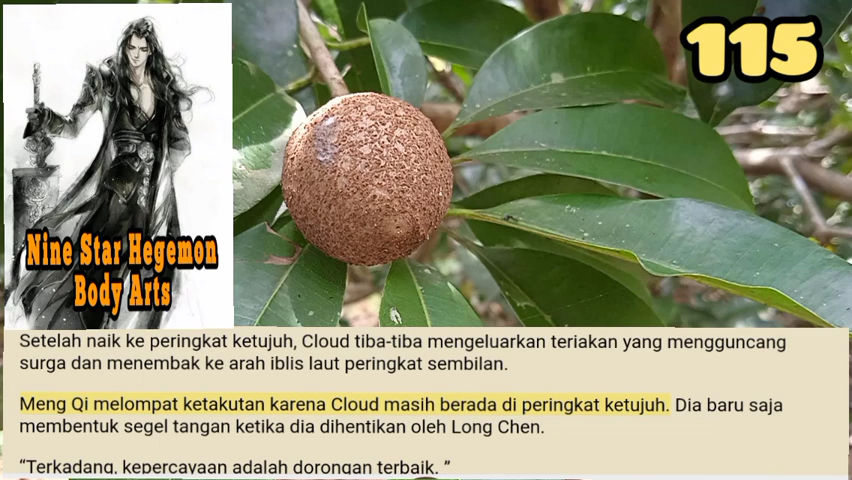 115
Nine Star Hegemon
Body Arts
Setelah naik ke peringkat ketujuh, Cloud tiba-tiba mengeluarkan teriakan yang mengguncang
surga dan menembak ke arah iblis laut peringkat sembilan.
Meng Qi melompat ketakutan karena Cloud masih berada di peringkat ketujuh. Dia baru saja
membentuk segel tangan ketika dia dihentikan oleh Long Chen.
“Terkadang, kepercayaan adalah dorongan terbaik. ”